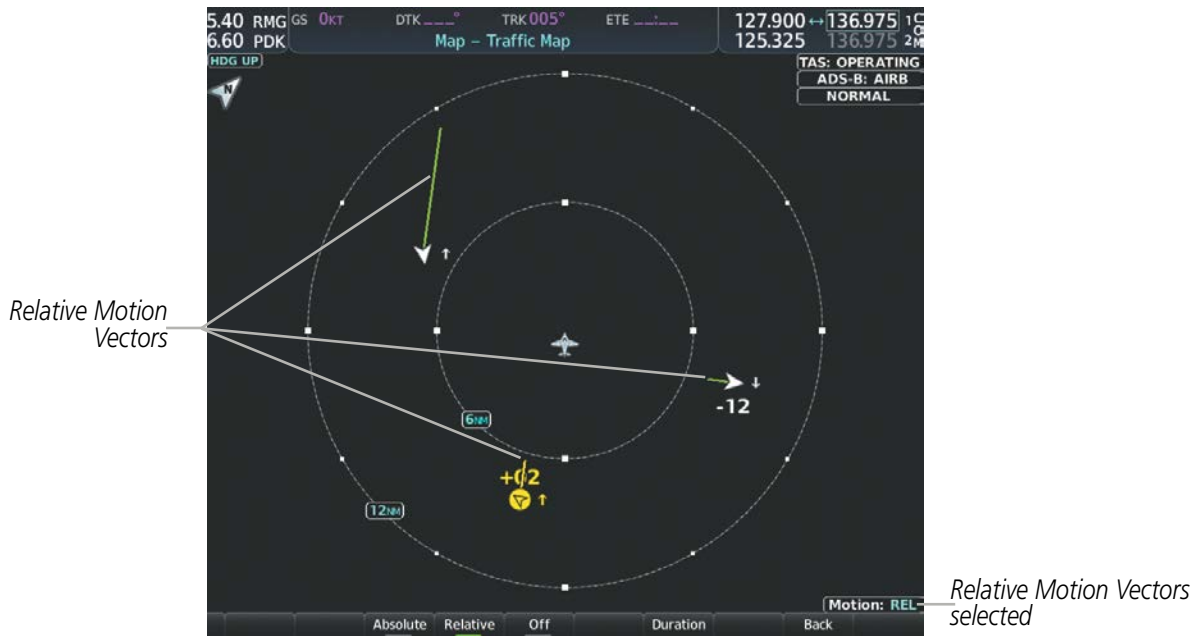 5.40 RMG GS 0KT DTK ___° TRK 005° ETE __:__ 127.900 ↔ 136.975 1
6.60 PDK Map – Traffic Map 125.325 136.975 2
HDG UP
TAS: OPERATING
ADS-B: AIRB
NORMAL
N
↑
Relative Motion
Vectors
↓
-12
6NM
+02
↑
12NM
Motion: REL
Relative Motion Vectors
selected
Absolute Relative Off Duration Back